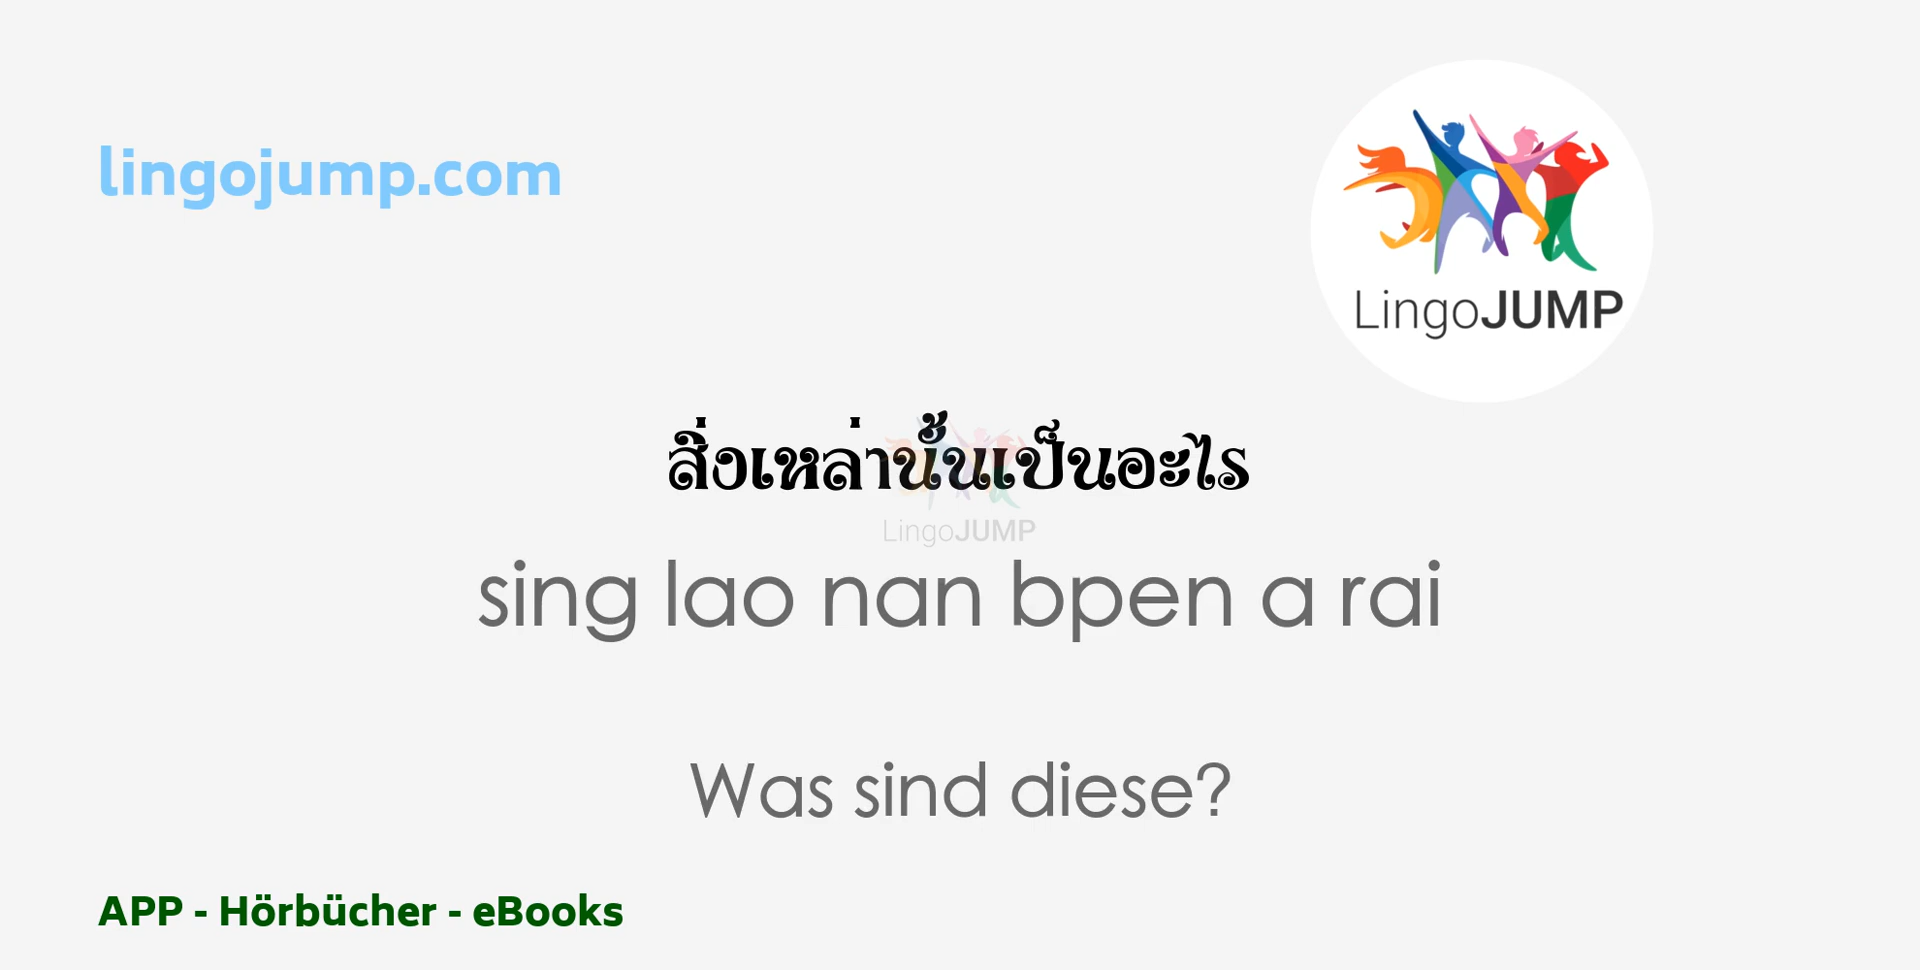 lingojump.com
LingoJUMP
สิ่งเหล่านั้นเป็นอะไร
LingoJUMP
sing lao nan bpen a rai
Was sind diese?
APP - Hörbücher - eBooks